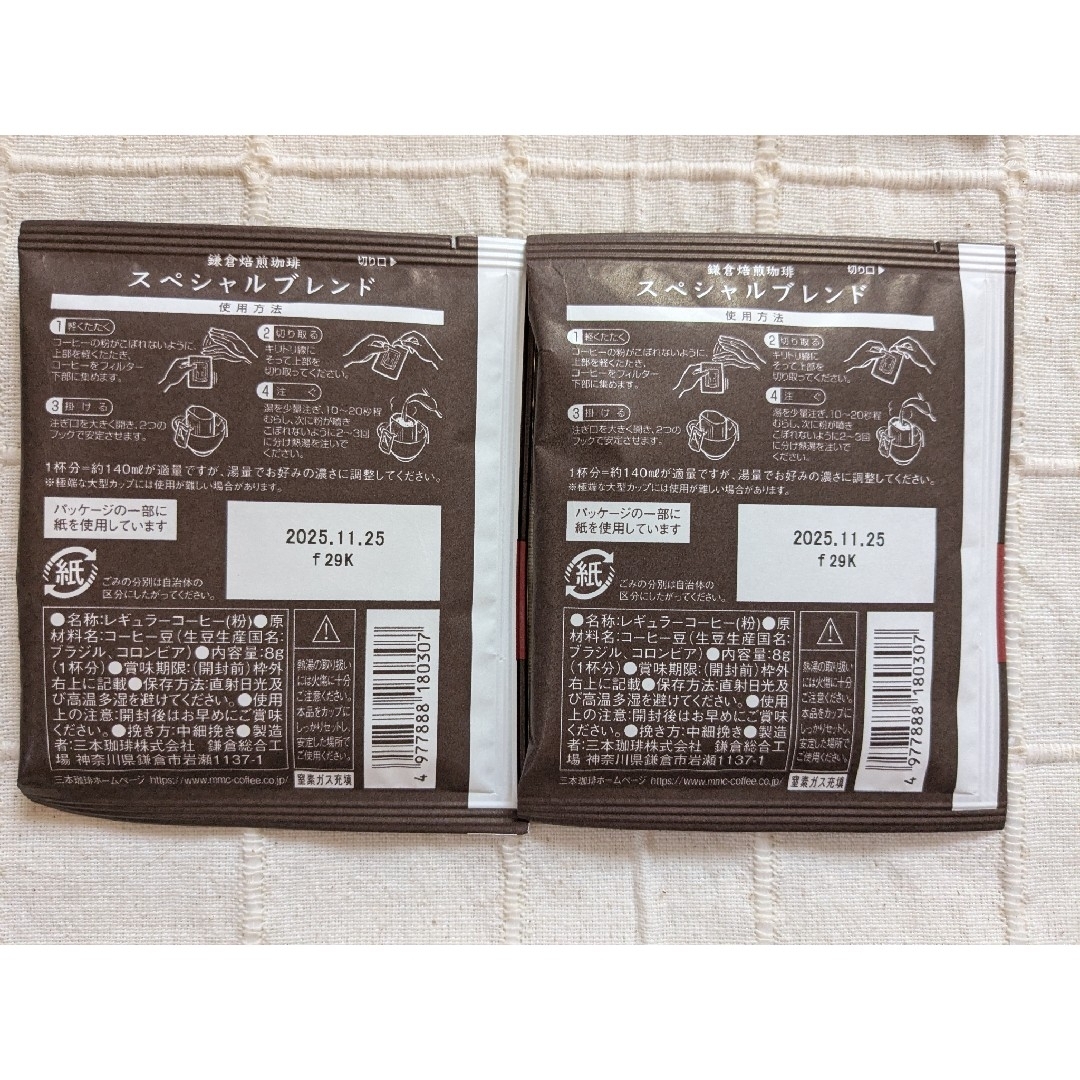 鎌倉焙煎珈琲
切り口
スペシャルブレンド
使用方法
1 軽くたたく
コーヒーの粉がこぼれないように、
上部を軽くたたき、
コーヒーをフィルター
下部に集めます。
2 切り取る
キリトリ線に
そって上部を
切り取ってください。
3 掛ける
注ぎ口を大きく開き、2つの
フックで安定させます。
4 注ぐ
湯を少量注ぎ、10〜20秒程
むらし、次に粉が噴き
こぼれないように2〜3回
に分け熱湯を注いで
ください。
1杯分=約140mlが適量ですが、湯量でお好みの濃さに調整してください。
※極端な大型カップには使用が難しい場合があります。
パッケージの一部に
紙を使用しています
2025.11.25
f29K
紙
ごみの分別は自治体の
区分にしたがってください。
●名称:レギュラーコーヒー(粉)●原
材料名:コーヒー豆(生豆生産国名:
ブラジル、コロンビア)●内容量:8g
(1杯分)●賞味期限:(開封前)枠外
右上に記載●保存方法:直射日光及
び高温多湿を避けてください。●使用
上の注意:開封後はお早めにご賞味
ください。●挽き方:中細挽き●製造
者:三本珈琲株式会社 鎌倉総合工
場 神奈川県鎌倉市岩瀬1137-1
三本珈琲ホームページ https://www.mmc-coffee.co.jp/
熱湯の取り扱い
には火傷に十分
ご注意ください。
本品をカップに
しっかりセットし、
安定した場所で
ご使用ください。
窒素ガス充填
4 977888 180307
鎌倉焙煎珈琲
切り口
スペシャルブレンド
使用方法
1 軽くたたく
コーヒーの粉がこぼれないように、
上部を軽くたたき、
コーヒーをフィルター
下部に集めます。
2 切り取る
キリトリ線に
そって上部を
切り取ってください。
3 掛ける
注ぎ口を大きく開き、2つの
フックで安定させます。
4 注ぐ
湯を少量注ぎ、10〜20秒程
むらし、次に粉が噴き
こぼれないように2〜3回
に分け熱湯を注いで
ください。
1杯分=約140mlが適量ですが、湯量でお好みの濃さに調整してください。
※極端な大型カップには使用が難しい場合があります。
パッケージの一部に
紙を使用しています
2025.11.25
f29K
紙
ごみの分別は自治体の
区分にしたがってください。
●名称:レギュラーコーヒー(粉)●原
材料名:コーヒー豆(生豆生産国名:
ブラジル、コロンビア)●内容量:8g
(1杯分)●賞味期限:(開封前)枠外
右上に記載●保存方法:直射日光及
び高温多湿を避けてください。●使用
上の注意:開封後はお早めにご賞味
ください。●挽き方:中細挽き●製造
者:三本珈琲株式会社 鎌倉総合工
場 神奈川県鎌倉市岩瀬1137-1
三本珈琲ホームページ https://www.mmc-coffee.co.jp/
熱湯の取り扱い
には火傷に十分
ご注意ください。
本品をカップに
しっかりセットし、
安定した場所で
ご使用ください。
窒素ガス充填
4 977888 180307